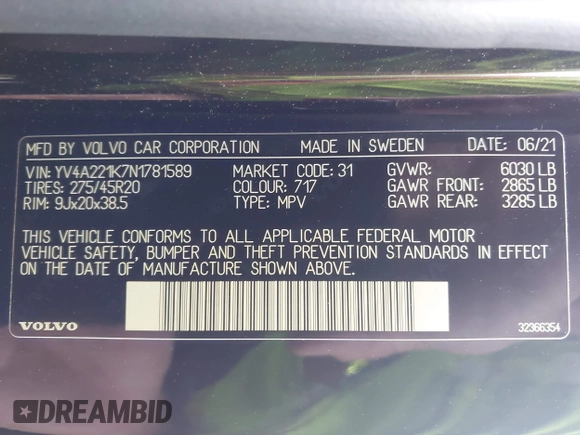 MFD BY VOLVO CAR CORPORATION MADE IN SWEDEN DATE: 06/21
VIN: YV4A221K7N1781589 MARKET CODE: 31 GVWR: 6030 LB
TIRES: 275/45R20 COLOUR: 717 GAWR FRONT: 2865 LB
RIM: 9Jx20x38.5 TYPE: MPV GAWR REAR: 3285 LB
THIS VEHICLE CONFORMS TO ALL APPLICABLE FEDERAL MOTOR
VEHICLE SAFETY, BUMPER AND THEFT PREVENTION STANDARDS IN EFFECT
ON THE DATE OF MANUFACTURE SHOWN ABOVE.
VOLVO 32366354
DREAMBID